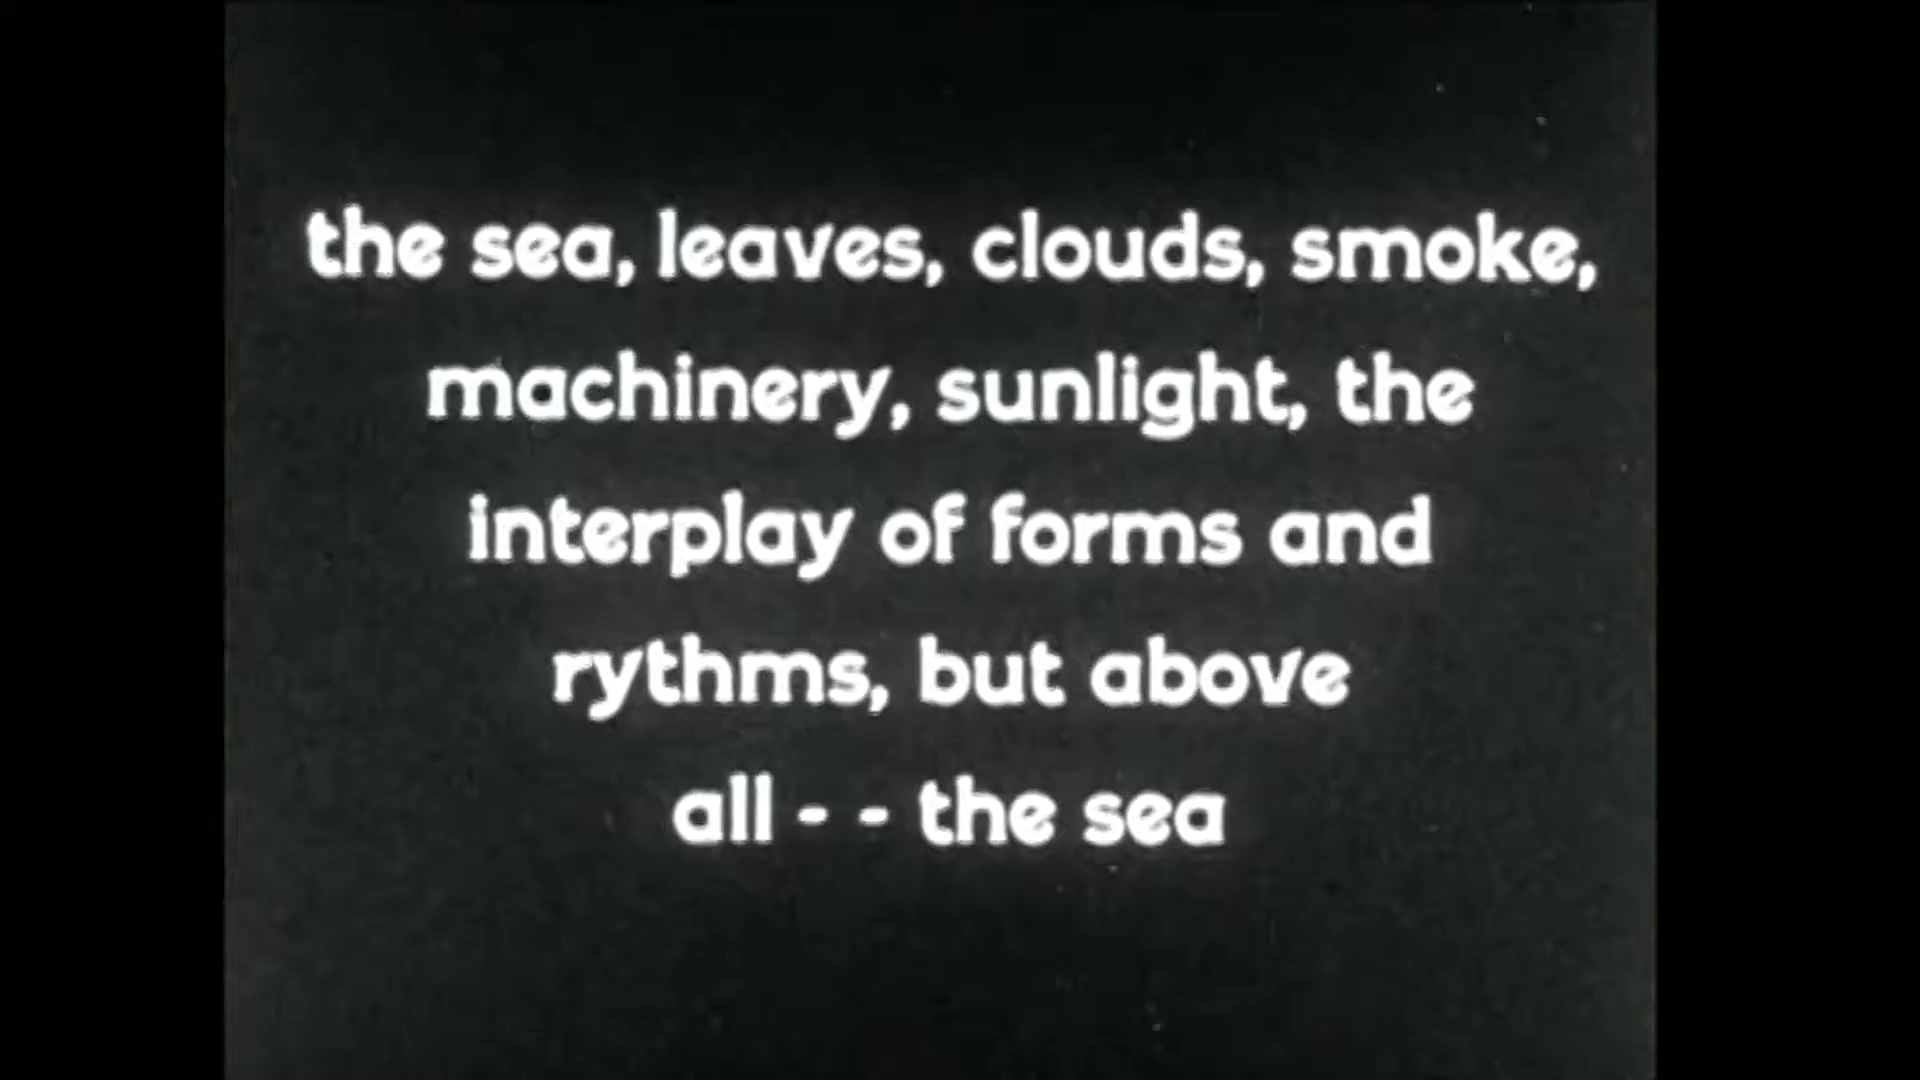 the sea, leaves, clouds, smoke,
machinery, sunlight, the
interplay of forms and
rythms, but above
all - - the sea